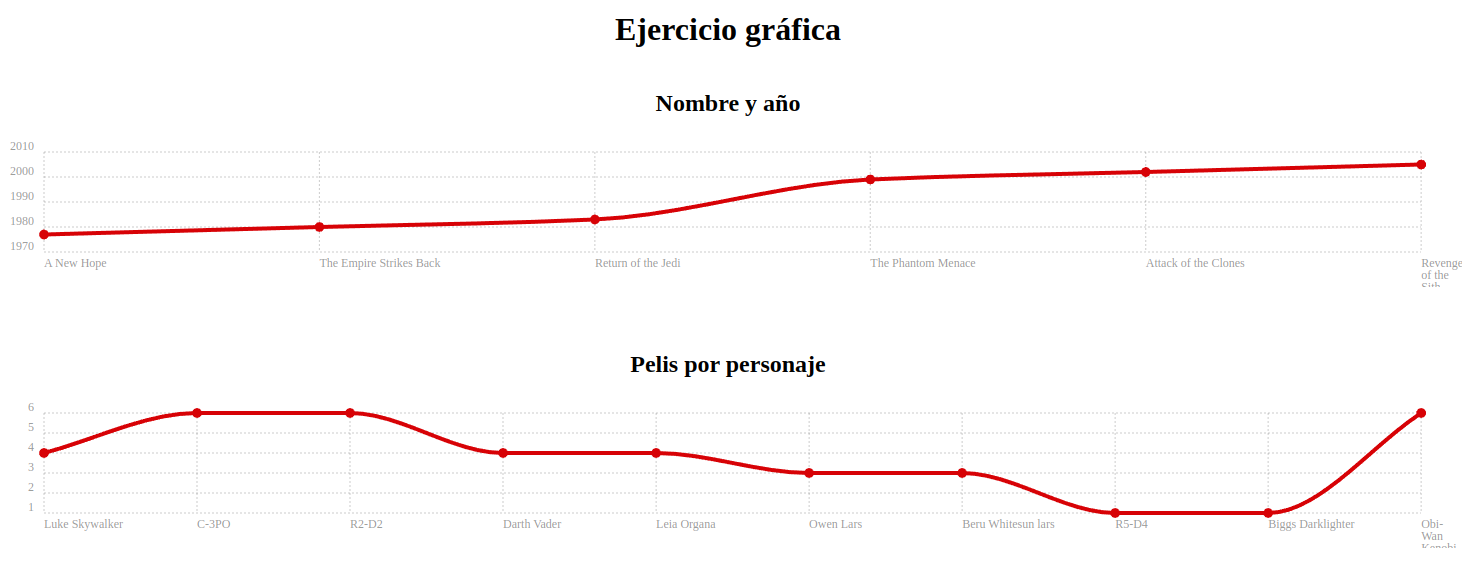 Ejercicio gráfica
Nombre y año
2010
2000
1990
1980
1970
A New Hope
The Empire Strikes Back
Return of the Jedi
The Phantom Menace
Attack of the Clones
Revenge
of the
Sith
Pelis por personaje
6
5
4
3
2
1
Luke Skywalker
C-3PO
R2-D2
Darth Vader
Leia Organa
Owen Lars
Beru Whitesun lars
R5-D4
Biggs Darklighter
Obi-
Wan
Kenobi